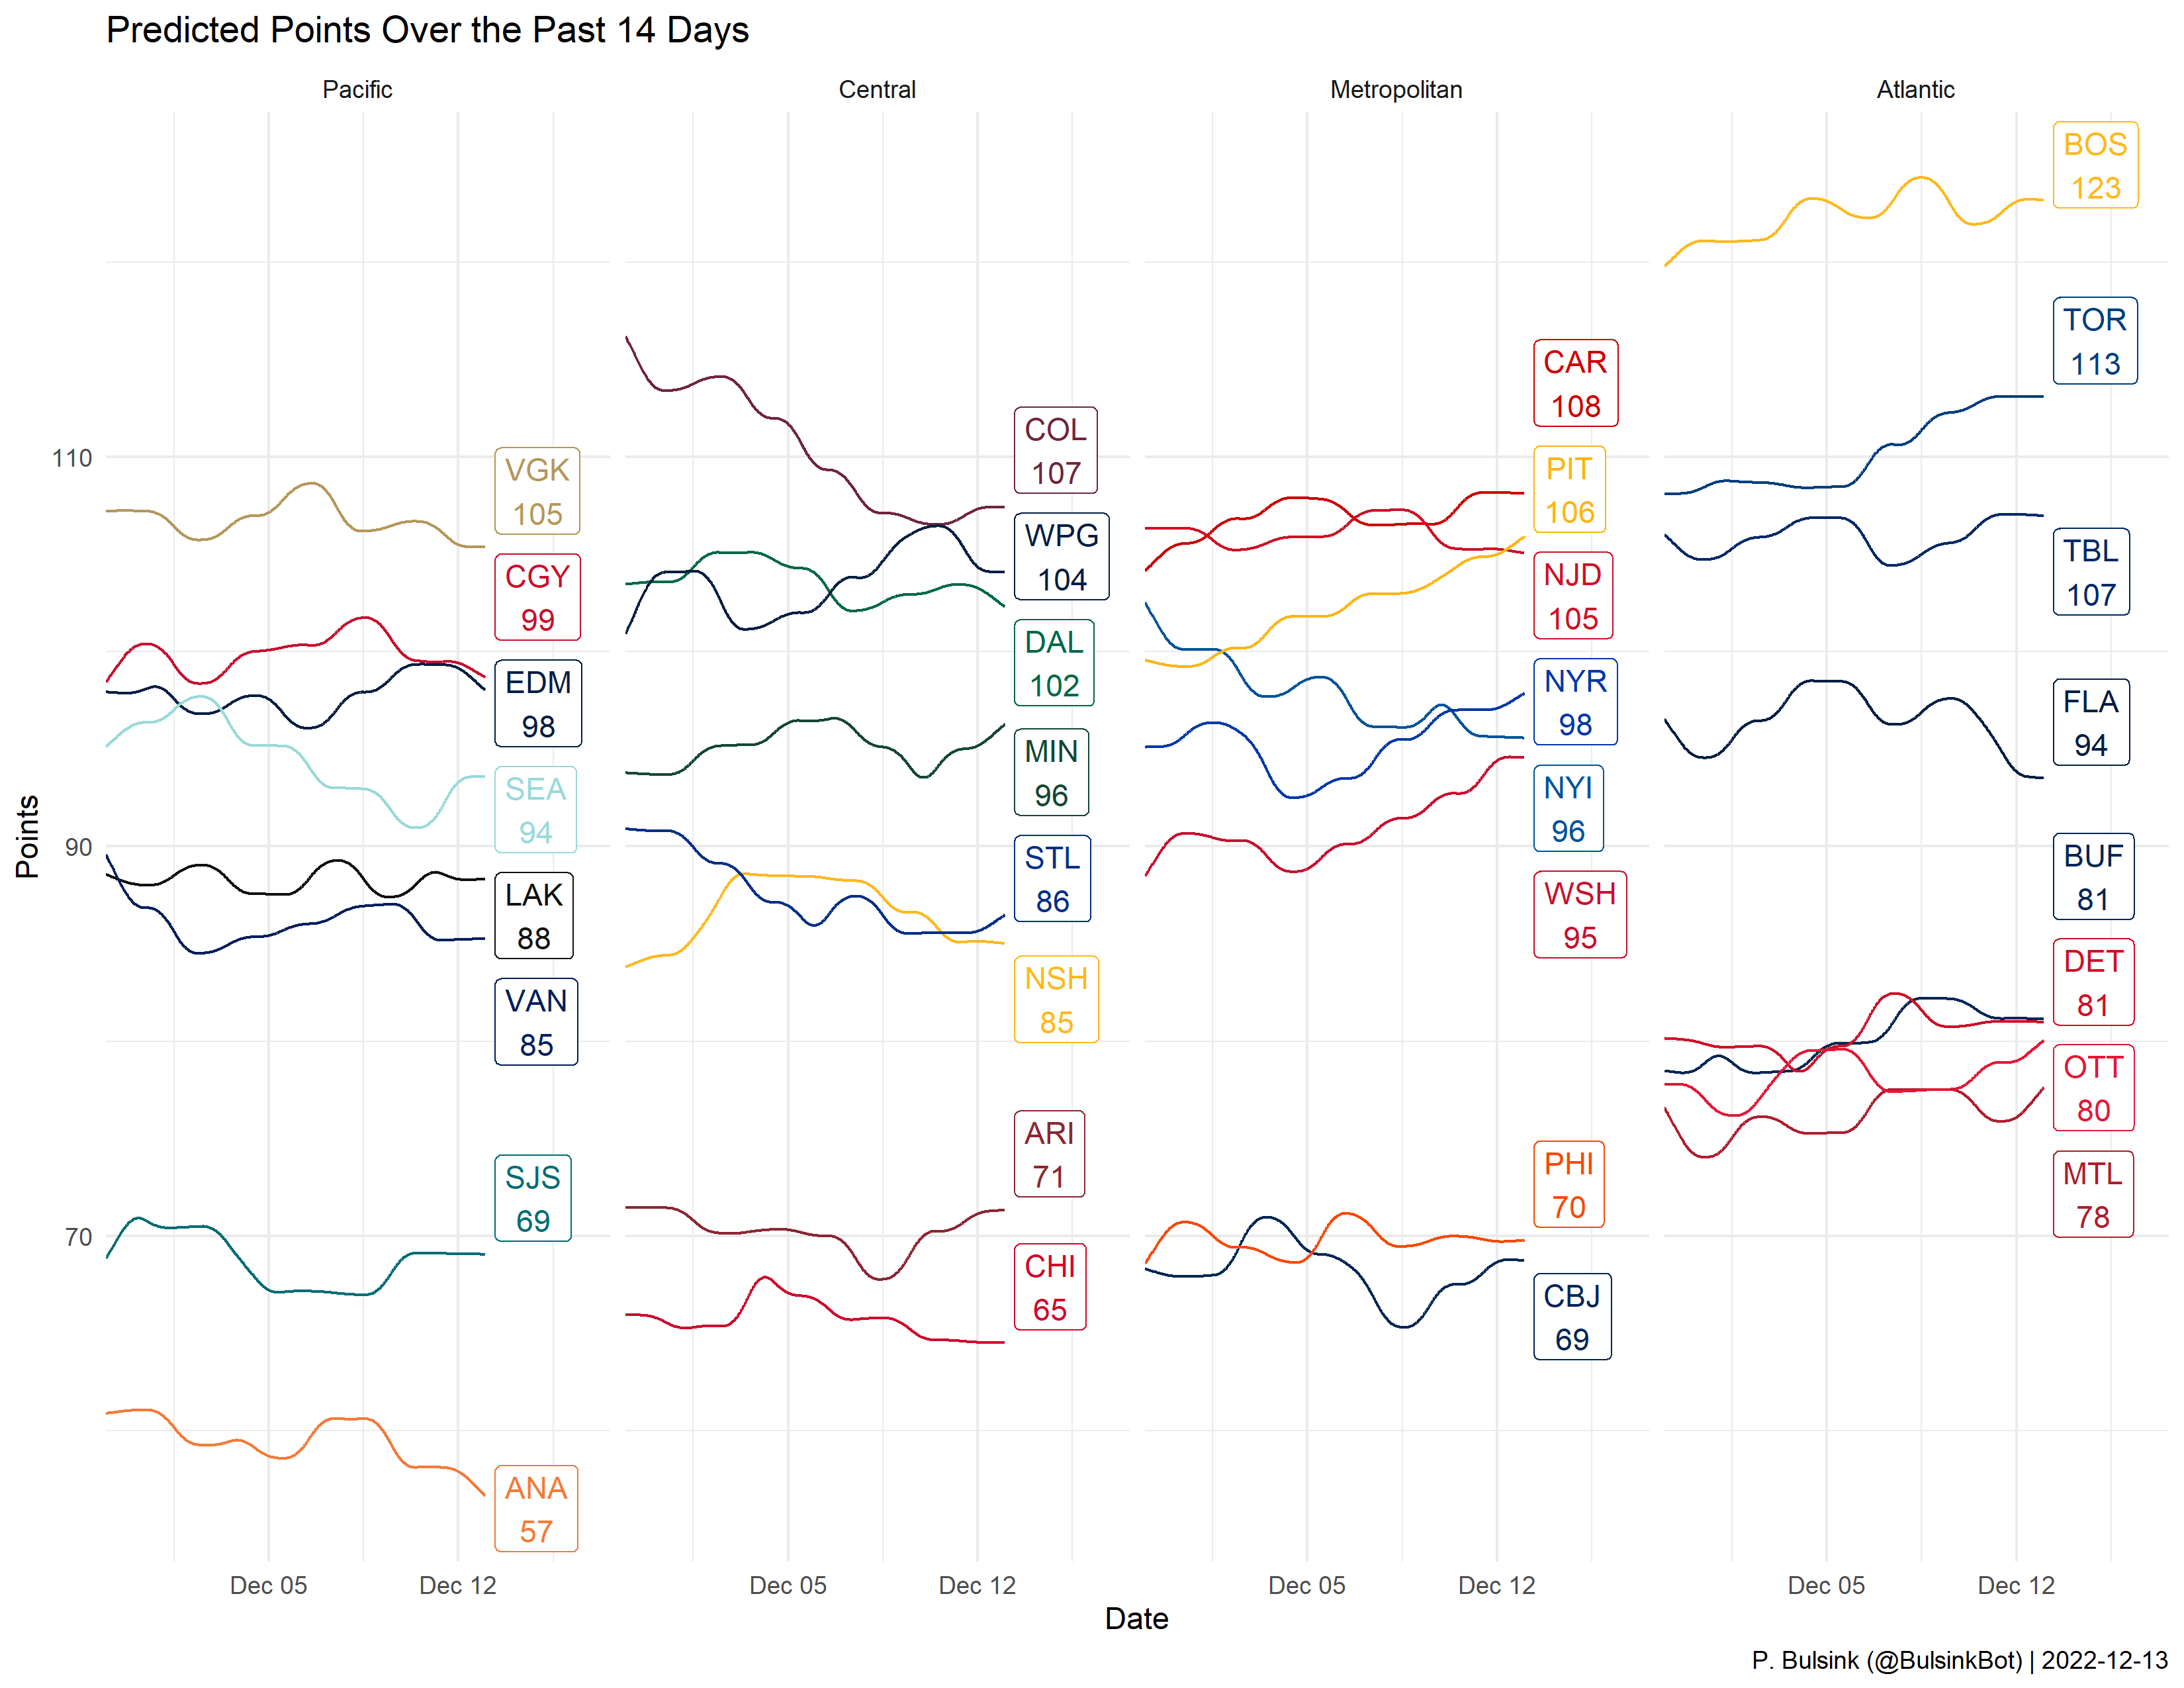 Predicted Points Over the Past 14 Days
Pacific
Central
Metropolitan
Atlantic
Points
110
90
70
VGK
105
CGY
99
EDM
98
SEA
94
LAK
88
VAN
85
SJS
69
ANA
57
COL
107
WPG
104
DAL
102
MIN
96
STL
86
NSH
85
ARI
71
CHI
65
CAR
108
PIT
106
NJD
105
NYR
98
NYI
96
WSH
95
PHI
70
CBJ
69
BOS
123
TOR
113
TBL
107
FLA
94
BUF
81
DET
81
OTT
80
MTL
78
Dec 05
Dec 12
Dec 05
Dec 12
Dec 05
Dec 12
Dec 05
Dec 12
Date
P. Bulsink (@BulsinkBot) | 2022-12-13